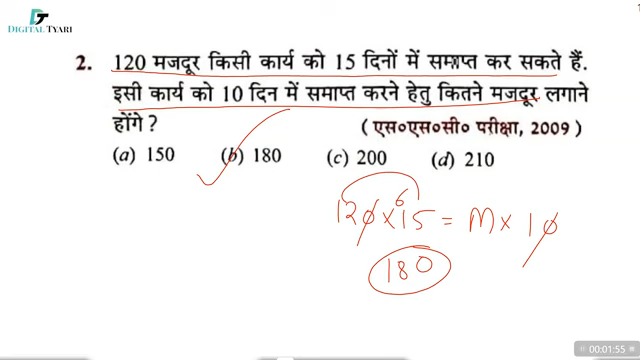 DIGITAL TYARI
2. 120 मजदूर किसी कार्य को 15 दिनों में समाप्त कर सकते हैं.
इसी कार्य को 10 दिन में समाप्त करने हेतु कितने मजदूर लगाने
होंगे ?
( एस०एस०सी० परीक्षा, 2009 )
(a) 150 (b) 180 (c) 200 (d) 210
6
120 × 15 = M × 10
180
00:01:55